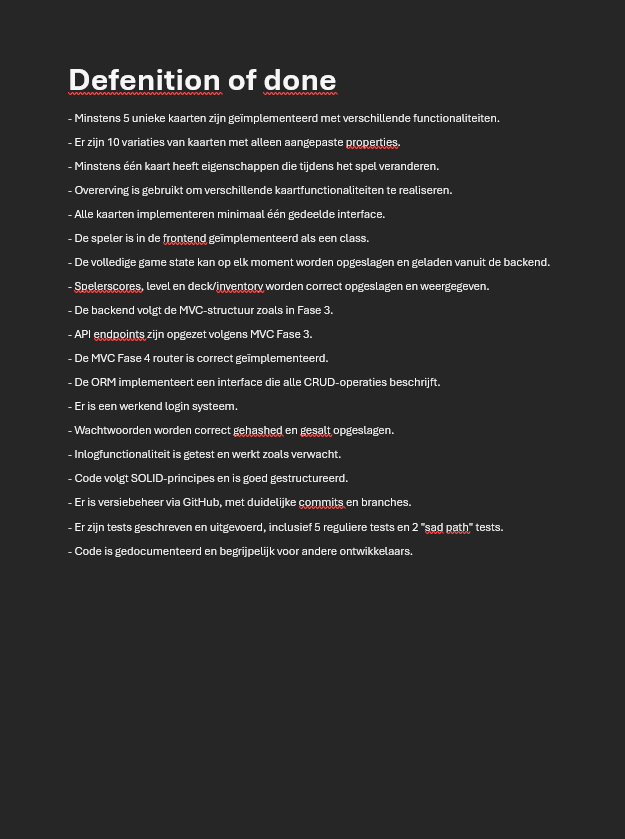 Defenition of done
- Minstens 5 unieke kaarten zijn geïmplementeerd met verschillende functionaliteiten.
- Er zijn 10 variaties van kaarten met alleen aangepaste properties.
- Minstens één kaart heeft eigenschappen die tijdens het spel veranderen.
- Overerving is gebruikt om verschillende kaartfunctionaliteiten te realiseren.
- Alle kaarten implementeren minimaal één gedeelde interface.
- De speler is in de frontend geïmplementeerd als een class.
- De volledige game state kan op elk moment worden opgeslagen en geladen vanuit de backend.
- Spelerscores, level en deck/inventory worden correct opgeslagen en weergegeven.
- De backend volgt de MVC-structuur zoals in Fase 3.
- API endpoints zijn opgezet volgens MVC Fase 3.
- De MVC Fase 4 router is correct geïmplementeerd.
- De ORM implementeert een interface die alle CRUD-operaties beschrijft.
- Er is een werkend login systeem.
- Wachtwoorden worden correct gehashed en gesalt opgeslagen.
- Inlogfunctionaliteit is getest en werkt zoals verwacht.
- Code volgt SOLID-principes en is goed gestructureerd.
- Er is versiebeheer via GitHub, met duidelijke commits en branches.
- Er zijn tests geschreven en uitgevoerd, inclusief 5 reguliere tests en 2 "sad path" tests.
- Code is gedocumenteerd en begrijpelijk voor andere ontwikkelaars.